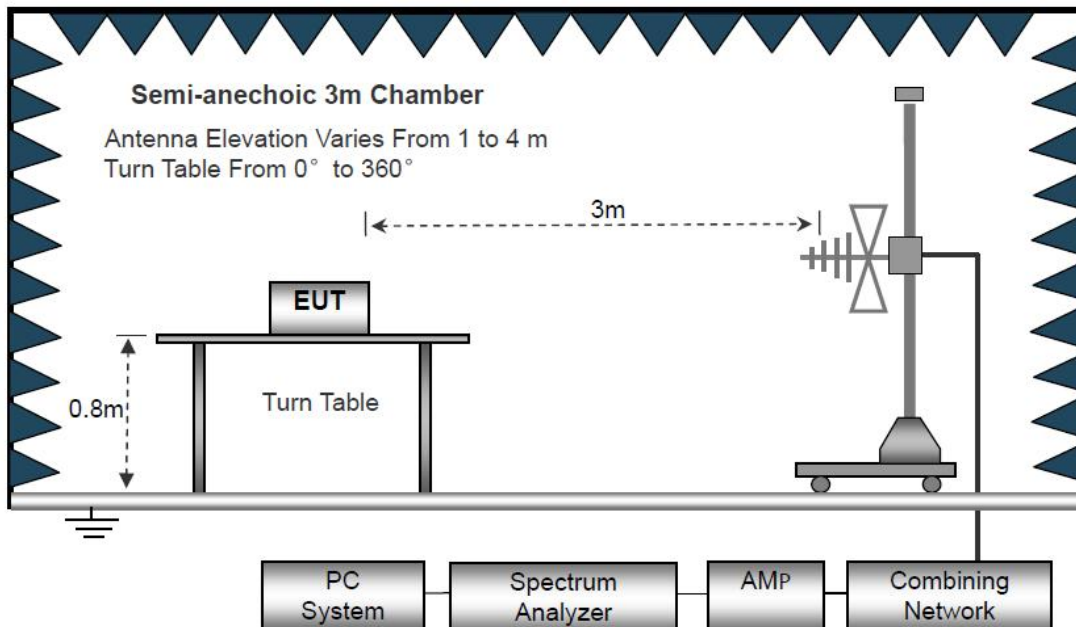 Semi-anechoic 3m Chamber
Antenna Elevation Varies From 1 to 4 m
Turn Table From 0° to 360°
3m
EUT
0.8m
Turn Table
PC
System
Spectrum
Analyzer
AMP
Combining
Network